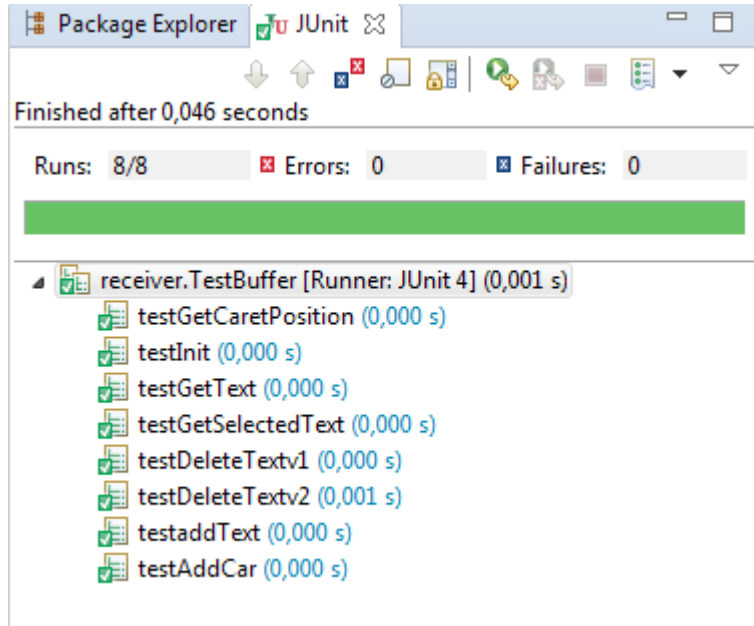 Package Explorer JUnit
Finished after 0,046 seconds
Runs: 8/8 Errors: 0 Failures: 0
receiver.TestBuffer [Runner: JUnit 4] (0,001 s)
testGetCaretPosition (0,000 s)
testInit (0,000 s)
testGetText (0,000 s)
testGetSelectedText (0,000 s)
testDeleteTextv1 (0,000 s)
testDeleteTextv2 (0,001 s)
testaddText (0,000 s)
testAddCar (0,000 s)